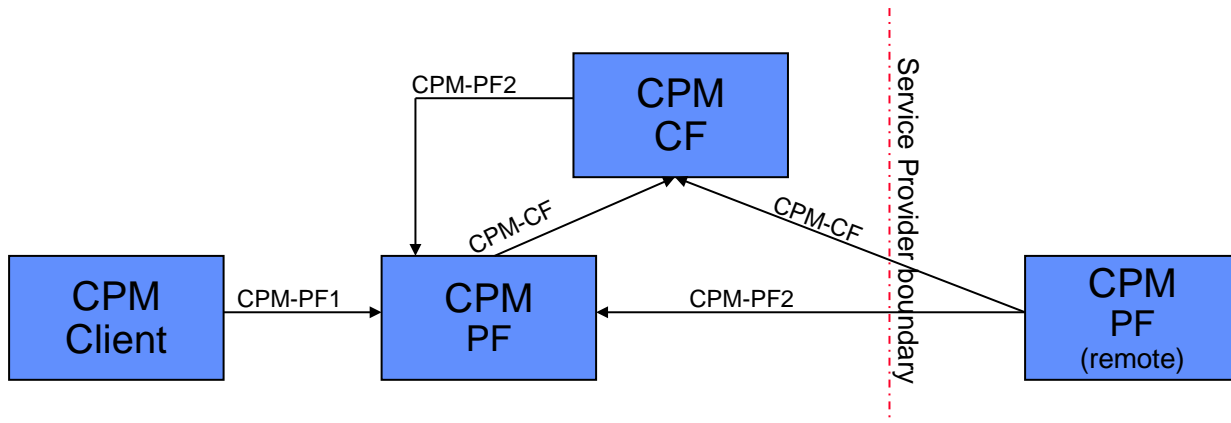 CPM-PF2
CPM
CF
Service Provider boundary
CPM-CF
CPM-CF
CPM
Client
CPM-PF1
CPM
PF
CPM-PF2
CPM
PF
(remote)